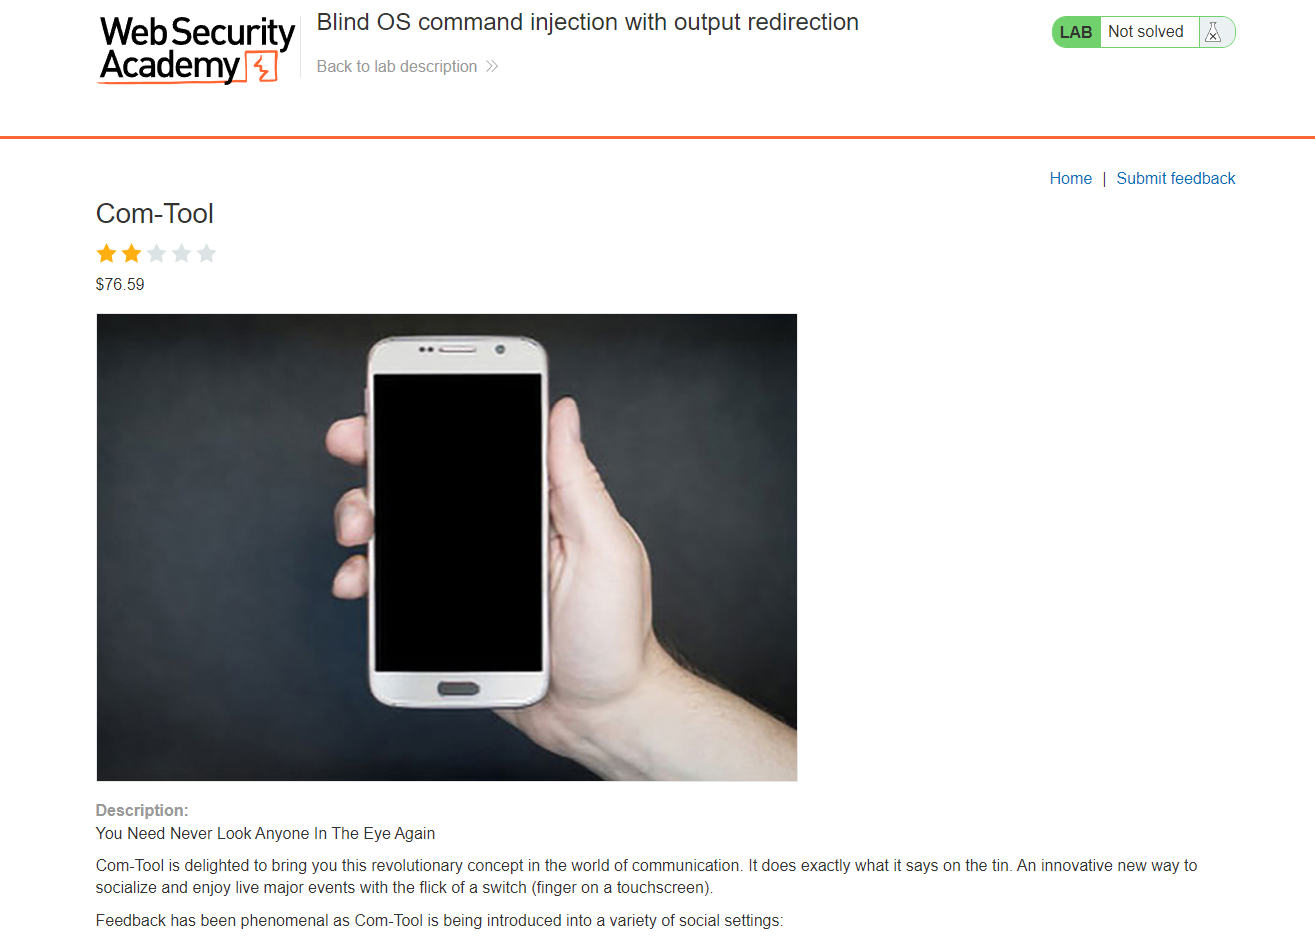 Web Security
Academy
Blind OS command injection with output redirection
Back to lab description
LAB Not solved
Home | Submit feedback
Com-Tool
$76.59
Description:
You Need Never Look Anyone In The Eye Again
Com-Tool is delighted to bring you this revolutionary concept in the world of communication. It does exactly what it says on the tin. An innovative new way to
socialize and enjoy live major events with the flick of a switch (finger on a touchscreen).
Feedback has been phenomenal as Com-Tool is being introduced into a variety of social settings: